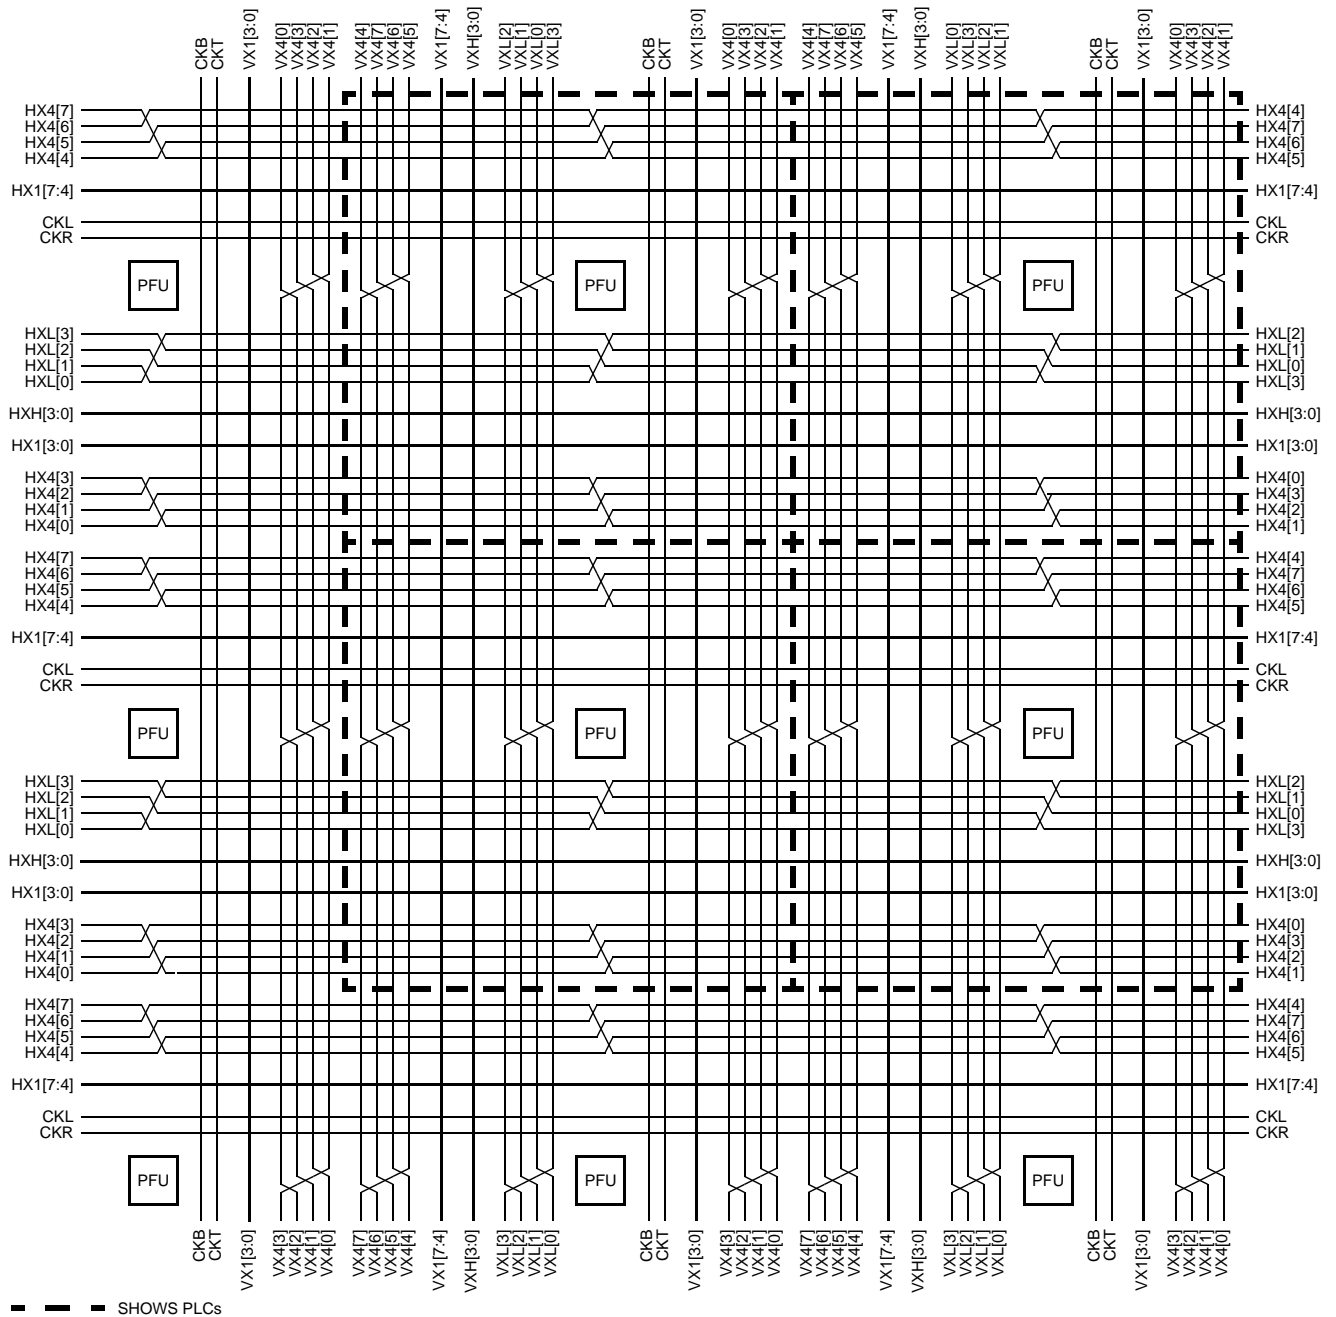 CKB
CKT
VX1[3:0]
VX4[0]
VX4[3]
VX4[2]
VX4[1]
VX4[4]
VX4[7]
VX4[6]
VX4[5]
VX1[7:4]
VXH[3:0]
VXL[2]
VXL[1]
VXL[0]
VXL[3]
CKB
CKT
VX1[3:0]
VX4[0]
VX4[3]
VX4[2]
VX4[1]
VX4[4]
VX4[7]
VX4[6]
VX4[5]
VX1[7:4]
VXH[3:0]
VXL[0]
VXL[3]
VXL[2]
VXL[1]
CKB
CKT
VX1[3:0]
VX4[0]
VX4[3]
VX4[2]
VX4[1]
HX4[7] HX4[4]
HX4[6] HX4[7]
HX4[5] HX4[6]
HX4[4] HX4[5]
HX1[7:4] HX1[7:4]
CKL CKL
CKR CKR
PFU PFU PFU
HXL[3] HXL[2]
HXL[2] HXL[1]
HXL[1] HXL[0]
HXL[0] HXL[3]
HXH[3:0] HXH[3:0]
HX1[3:0] HX1[3:0]
HX4[3] HX4[0]
HX4[2] HX4[3]
HX4[1] HX4[2]
HX4[0] HX4[1]
HX4[7] HX4[4]
HX4[6] HX4[7]
HX4[5] HX4[6]
HX4[4] HX4[5]
HX1[7:4] HX1[7:4]
CKL CKL
CKR CKR
PFU PFU PFU
HXL[3] HXL[2]
HXL[2] HXL[1]
HXL[1] HXL[0]
HXL[0] HXL[3]
HXH[3:0] HXH[3:0]
HX1[3:0] HX1[3:0]
HX4[3] HX4[0]
HX4[2] HX4[3]
HX4[1] HX4[2]
HX4[0] HX4[1]
HX4[7] HX4[4]
HX4[6] HX4[7]
HX4[5] HX4[6]
HX4[4] HX4[5]
HX1[7:4] HX1[7:4]
CKL CKL
CKR CKR
PFU PFU PFU
CKB
CKT
VX1[3:0]
VX4[3]
VX4[2]
VX4[1]
VX4[0]
VX4[7]
VX4[6]
VX4[5]
VX4[4]
VX1[7:4]
VXH[3:0]
VXL[3]
VXL[2]
VXL[1]
VXL[0]
CKB
CKT
VX1[3:0]
VX4[3]
VX4[2]
VX4[1]
VX4[0]
VX4[7]
VX4[6]
VX4[5]
VX4[4]
VX1[7:4]
VXH[3:0]
VXL[3]
VXL[2]
VXL[1]
VXL[0]
CKB
CKT
VX1[3:0]
VX4[3]
VX4[2]
VX4[1]
VX4[0]
SHOWS PLCs